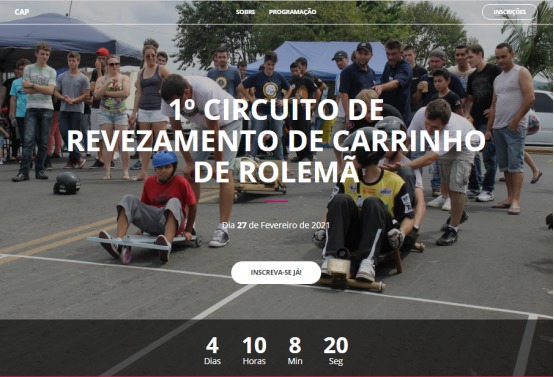 CAP
SOBRE PROGRAMAÇÃO
INSCRIÇÕES
1º CIRCUITO DE
REVEZAMENTO DE CARRINHO
DE ROLEMÃ
Dia 27 de Fevereiro de 2021
INSCREVA-SE JÁ!
4 10 8 20
Dias Horas Min Seg